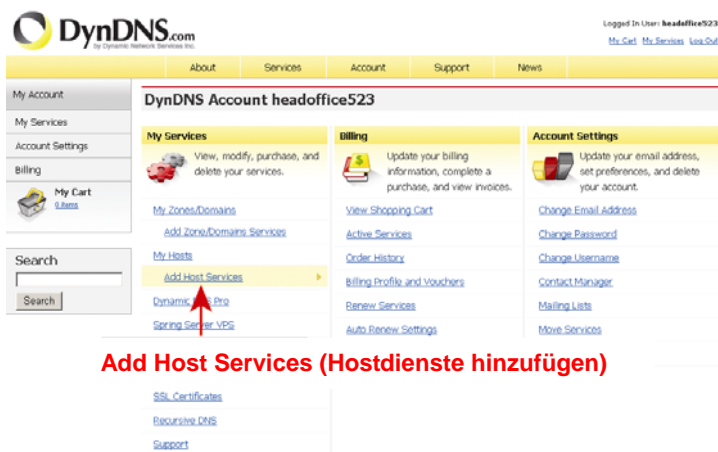 DynDNS.com
by Dynamic Network Services Inc.
Logged In User: headoffice523
My Cart My Services Log Out
About Services Account Support News
My Account
My Services
Account Settings
Billing
My Cart
0 items
Search
Search
DynDNS Account headoffice523
My Services
View, modify, purchase, and
delete your services.
My Zones/Domains
Add Zone/Domains Services
My Hosts
Add Host Services
Dynamic Pro
Spring Server VPS
Billing
Update your billing
information, complete a
purchase, and view invoices.
View Shopping Cart
Active Services
Order History
Billing Profile and Vouchers
Renew Services
Auto Renew Settings
Account Settings
Update your email address,
set preferences, and delete
your account.
Change Email Address
Change Password
Change Username
Contact Manager
Mailing Lists
Move Services
Add Host Services (Hostdienste hinzufügen)
SSL Certificates
Recursive DNS
Support